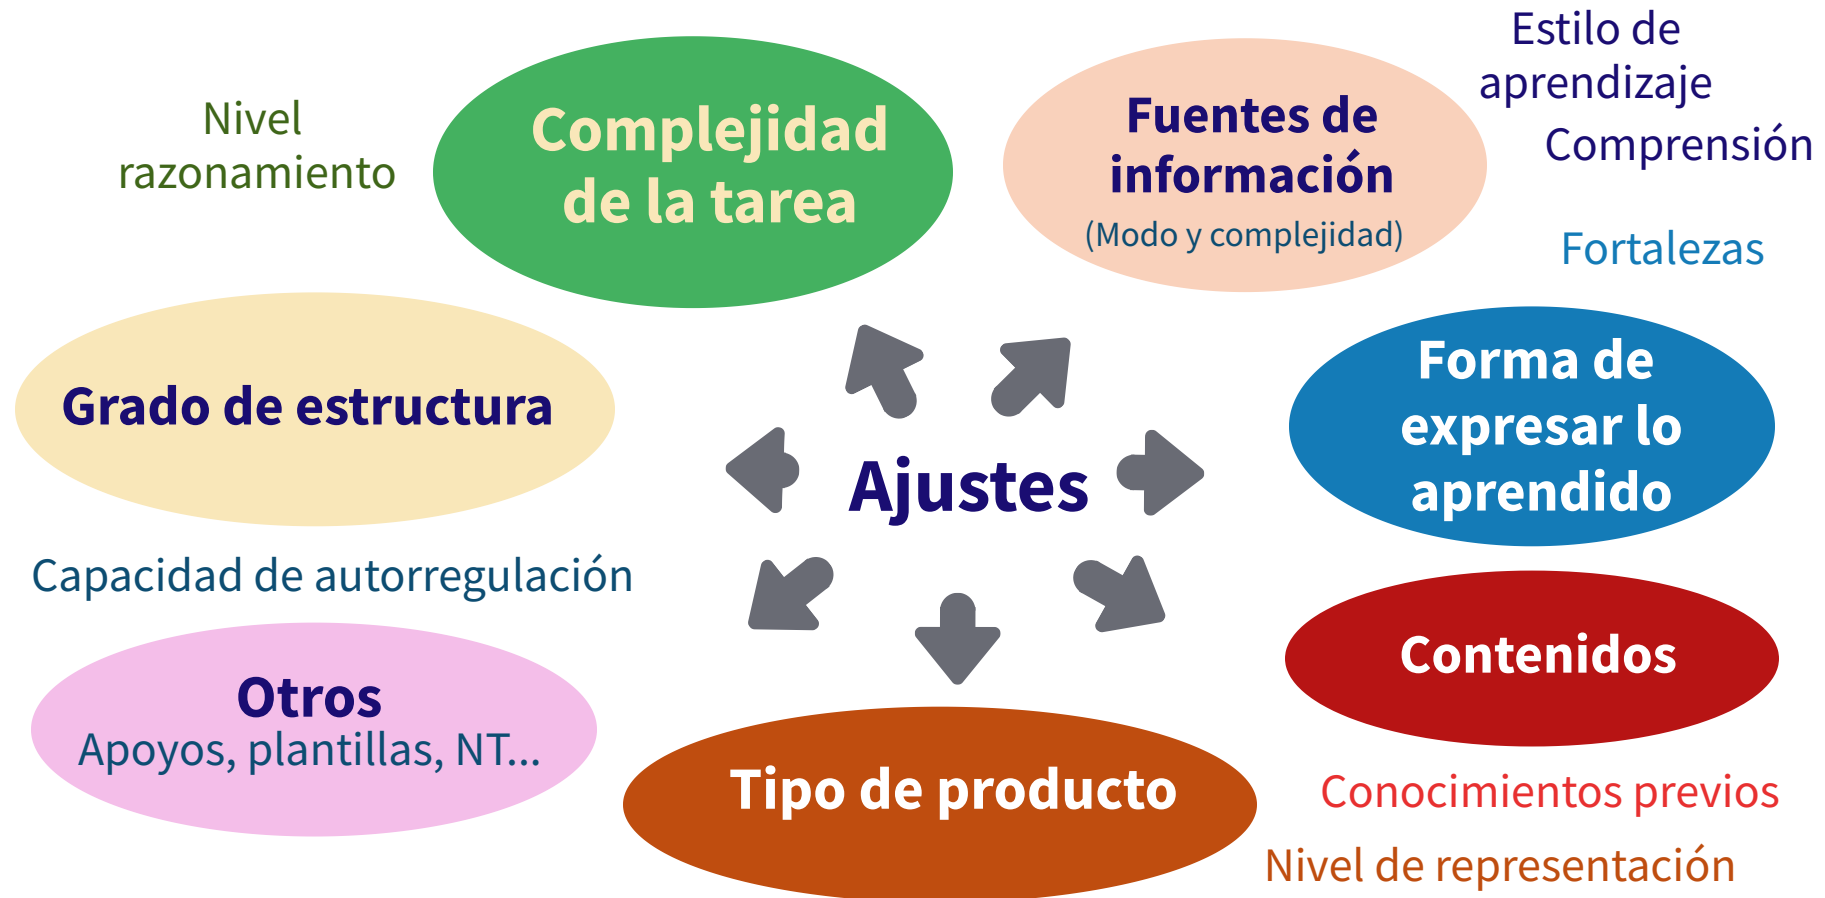 Nivel
razonamiento
Complejidad
de la tarea
Fuentes de
información
(Modo y complejidad)
Estilo de
aprendizaje
Comprensión
Fortalezas
Grado de estructura
Forma de
expresar lo
aprendido
Ajustes
Capacidad de autorregulación
Contenidos
Otros
Apoyos, plantillas, NT...
Tipo de producto
Conocimientos previos
Nivel de representación